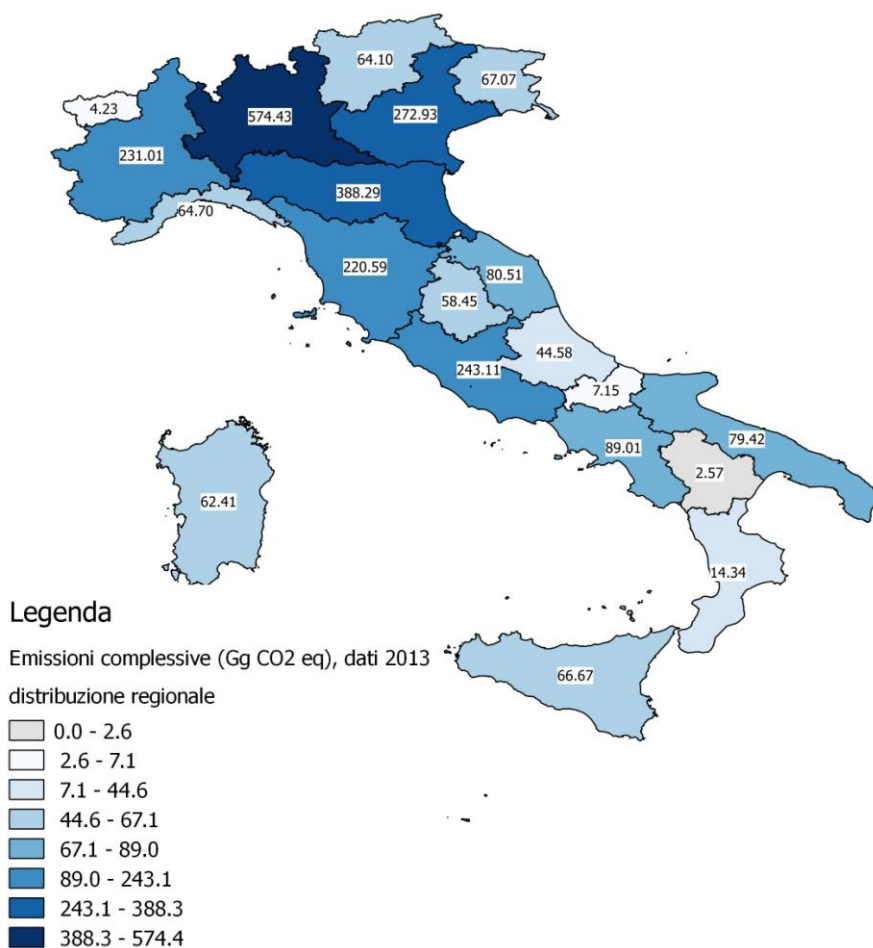 64.10
67.07
4.23
574.43
272.93
231.01
388.29
64.70
220.59
80.51
58.45
44.58
243.11
7.15
79.42
89.01
2.57
62.41
14.34
66.67
Legenda
Emissioni complessive (Gg CO2 eq), dati 2013
distribuzione regionale
0.0 - 2.6
2.6 - 7.1
7.1 - 44.6
44.6 - 67.1
67.1 - 89.0
89.0 - 243.1
243.1 - 388.3
388.3 - 574.4